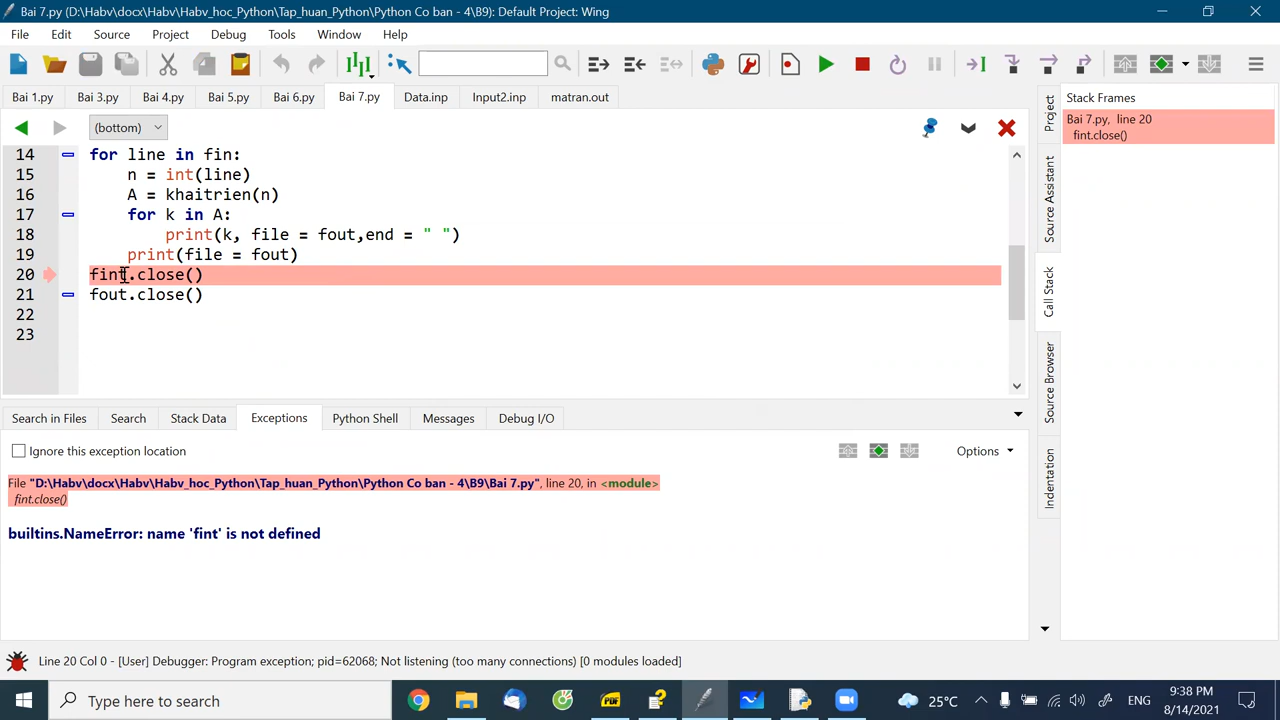 Bai 7.py (D:\Habv\docx\Habv\Habv_hoc_Python\Tap_huan_Python\Python Co ban - 4\B9): Default Project: Wing
File Edit Source Project Debug Tools Window Help
Bai 1.py Bai 3.py Bai 4.py Bai 5.py Bai 6.py Bai 7.py Data.inp Input2.inp matran.out
(bottom)
14 for line in fin:
15 n = int(line)
16 A = khaitrien(n)
17 for k in A:
18 print(k, file = fout,end = " ")
19 print(file = fout)
20 fint.close()
21 fout.close()
22
23
Project
Source Assistant
Call Stack
Source Browser
Indentation
Stack Frames
Bai 7.py, line 20
fint.close()
Search in Files Search Stack Data Exceptions Python Shell Messages Debug I/O
Ignore this exception location Options
File "D:\Habv\docx\Habv\Habv_hoc_Python\Tap_huan_Python\Python Co ban - 4\B9\Bai 7.py", line 20, in <module>
fint.close()
builtins.NameError: name 'fint' is not defined
Line 20 Col 0 - [User] Debugger: Program exception; pid=62068; Not listening (too many connections) [0 modules loaded]
Type here to search
PDF
25°C
ENG
9:38 PM
8/14/2021